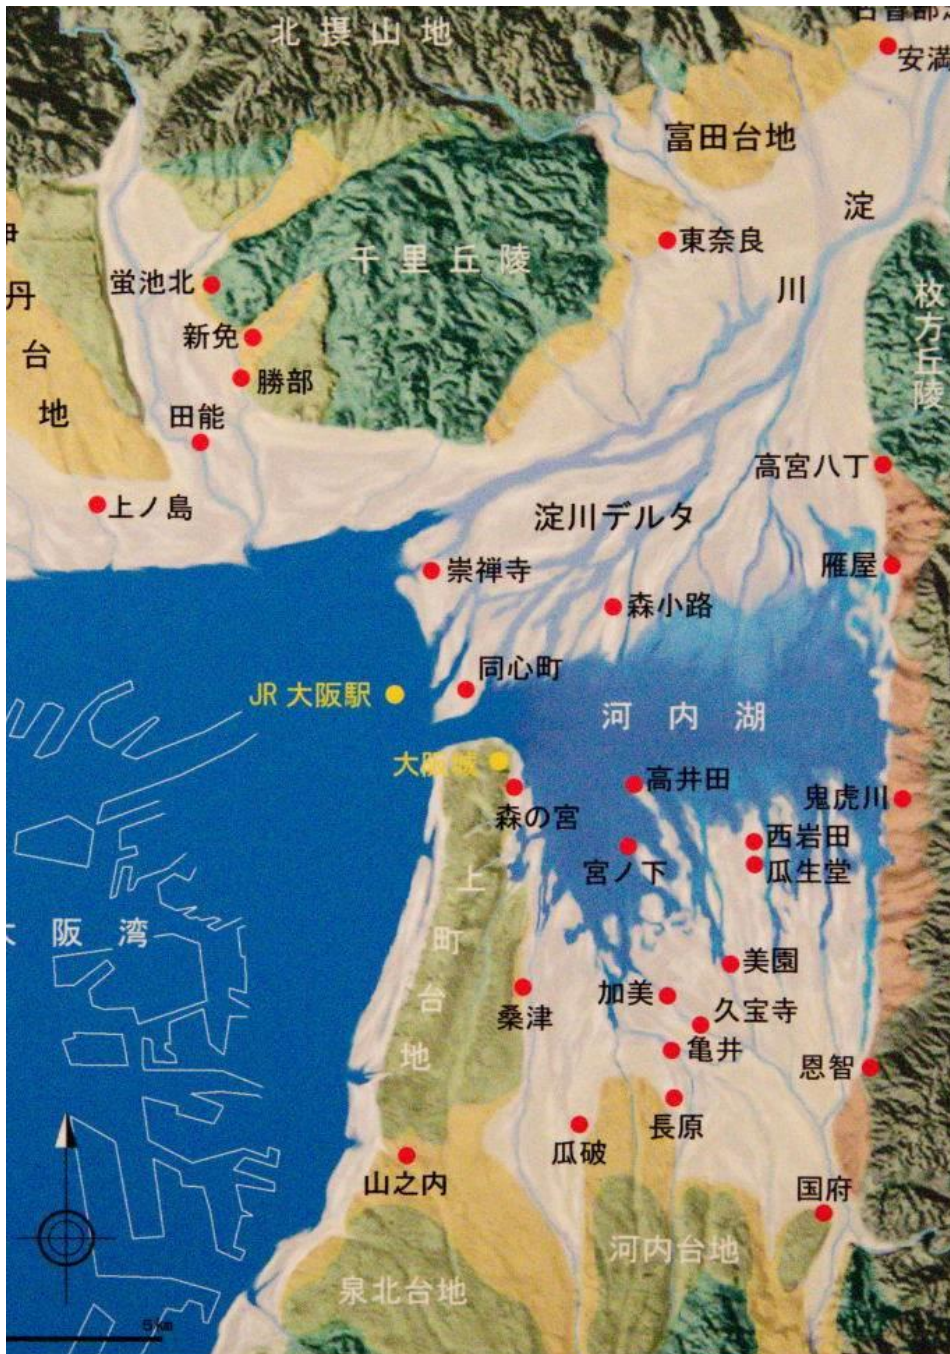 北摂山地
安満
富田台地
淀
川
東奈良
千里丘陵
枚方丘陵
蛍池北
新免
勝部
丹
台
地
田能
上ノ島
高宮八丁
淀川デルタ
雁屋
崇禅寺
森小路
同心町
JR 大阪駅
河内湖
大阪城
高井田
鬼虎川
森の宮
西岩田
宮ノ下
瓜生堂
上
町
台
地
阪湾
美園
加美
桑津
久宝寺
亀井
恩智
長原
瓜破
山之内
国府
河内台地
泉北台地
5km